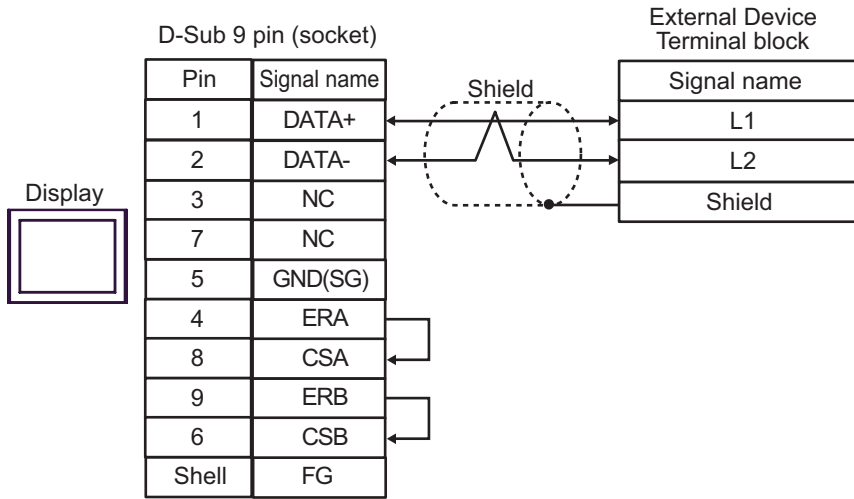 D-Sub 9 pin (socket)
External Device
Terminal block
Display
Shield
Pin Signal name
1 DATA+
2 DATA-
3 NC
7 NC
5 GND(SG)
4 ERA
8 CSA
9 ERB
6 CSB
Shell FG
Signal name
L1
L2
Shield